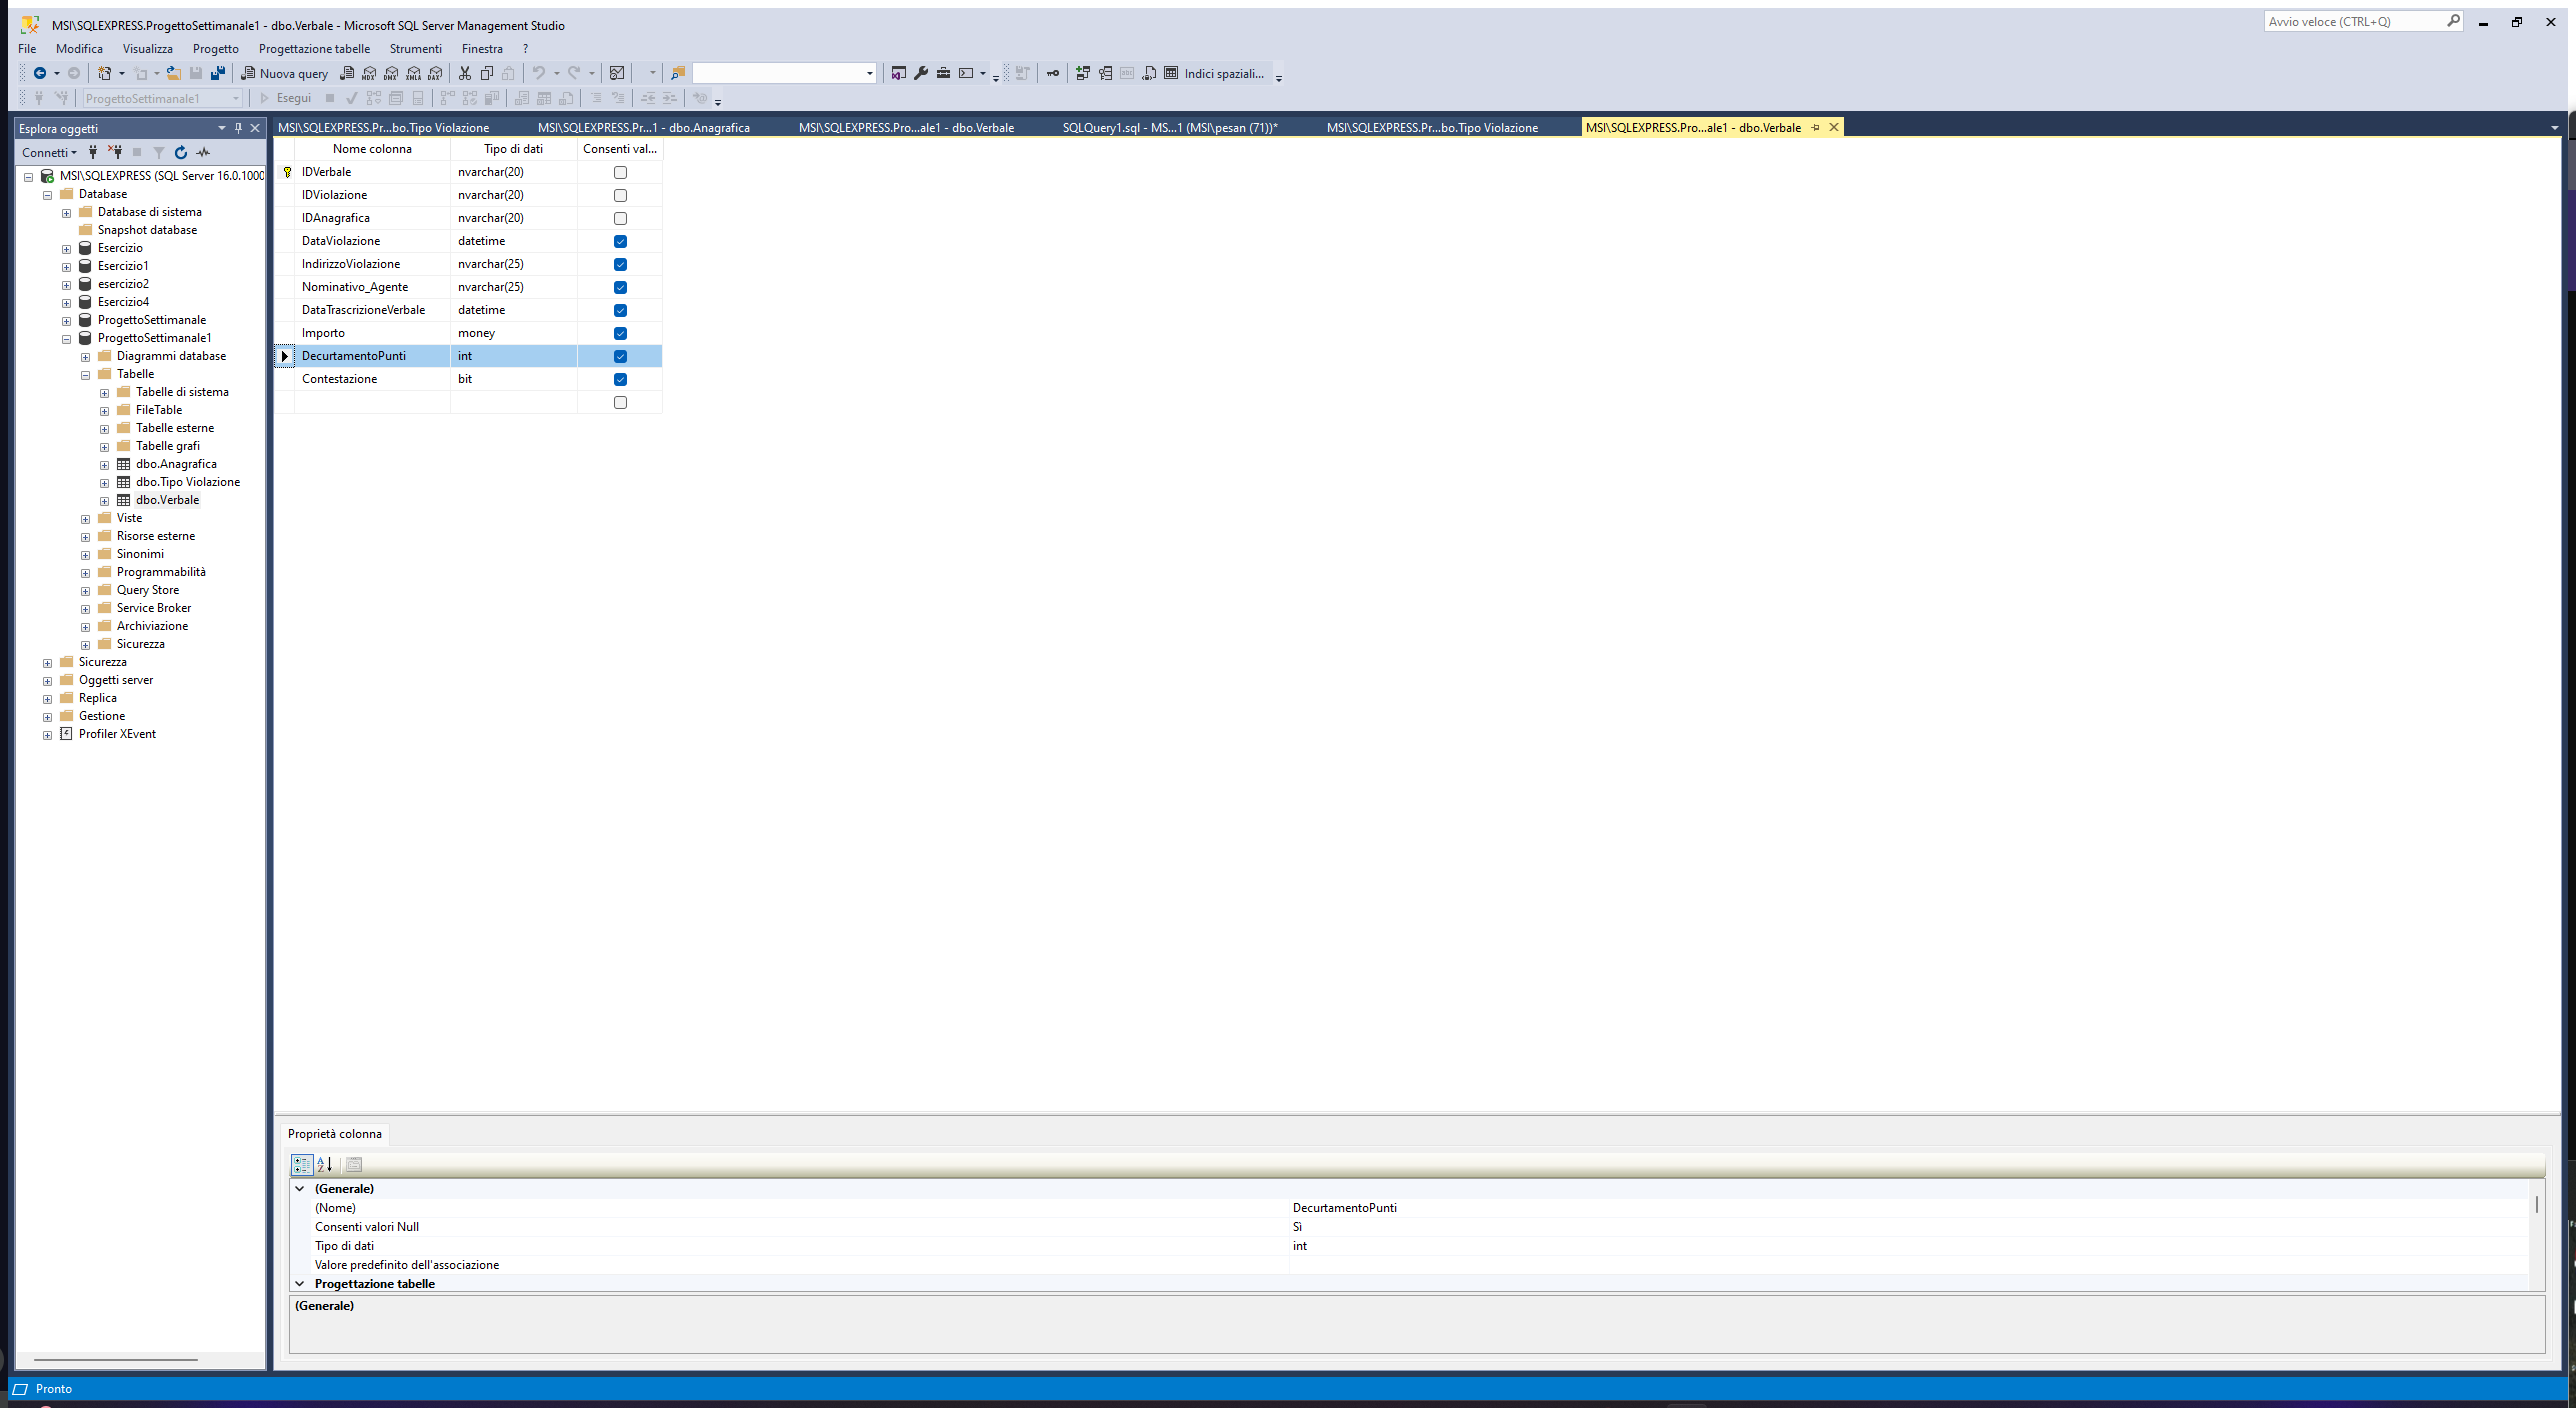 MSI\SQLEXPRESS.ProgettoSettimanale1 - dbo.Verbale - Microsoft SQL Server Management Studio
Avvio veloce (CTRL+Q)
File Modifica Visualizza Progetto Progettazione tabelle Strumenti Finestra ?
Nuova query
Indici spaziali...
ProgettoSettimanale1
Esegui
Esplora oggetti
Connetti
MSI\SQLEXPRESS (SQL Server 16.0.1000
Database
Database di sistema
Snapshot database
Esercizio
Esercizio1
esercizio2
Esercizio4
ProgettoSettimanale
ProgettoSettimanale1
Diagrammi database
Tabelle
Tabelle di sistema
FileTable
Tabelle esterne
Tabelle grafi
dbo.Anagrafica
dbo.Tipo Violazione
dbo.Verbale
Viste
Risorse esterne
Sinonimi
Programmabilità
Query Store
Service Broker
Archiviazione
Sicurezza
Sicurezza
Oggetti server
Replica
Gestione
Profiler XEvent
MSI\SQLEXPRESS.Pr...bo.Tipo Violazione
MSI\SQLEXPRESS.Pr...1 - dbo.Anagrafica
MSI\SQLEXPRESS.Pro...ale1 - dbo.Verbale
SQLQuery1.sql - MS...1 (MSI\pesan (71))*
MSI\SQLEXPRESS.Pr...bo.Tipo Violazione
MSI\SQLEXPRESS.Pro...ale1 - dbo.Verbale
Nome colonna Tipo di dati Consenti val...
IDVerbale nvarchar(20)
IDViolazione nvarchar(20)
IDAnagrafica nvarchar(20)
DataViolazione datetime
IndirizzoViolazione nvarchar(25)
Nominativo_Agente nvarchar(25)
DataTrascrizioneVerbale datetime
Importo money
DecurtamentoPunti int
Contestazione bit
Proprietà colonna
(Generale)
(Nome) DecurtamentoPunti
Consenti valori Null Sì
Tipo di dati int
Valore predefinito dell'associazione
Progettazione tabelle
(Generale)
Pronto